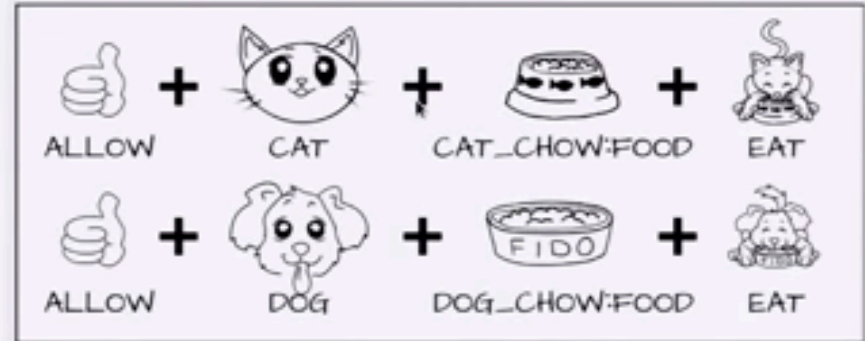 + + +
ALLOW CAT CAT_CHOW:FOOD EAT
FIDO
+ + +
ALLOW DOG DOG_CHOW:FOOD EAT